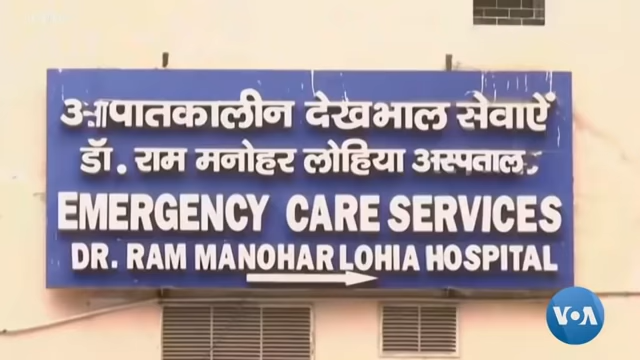 आपातकालीन देखभाल सेवाऐं
डॉ. राम मनोहर लोहिया अस्पताल
EMERGENCY CARE SERVICES
DR. RAM MANOHAR LOHIA HOSPITAL
VOA